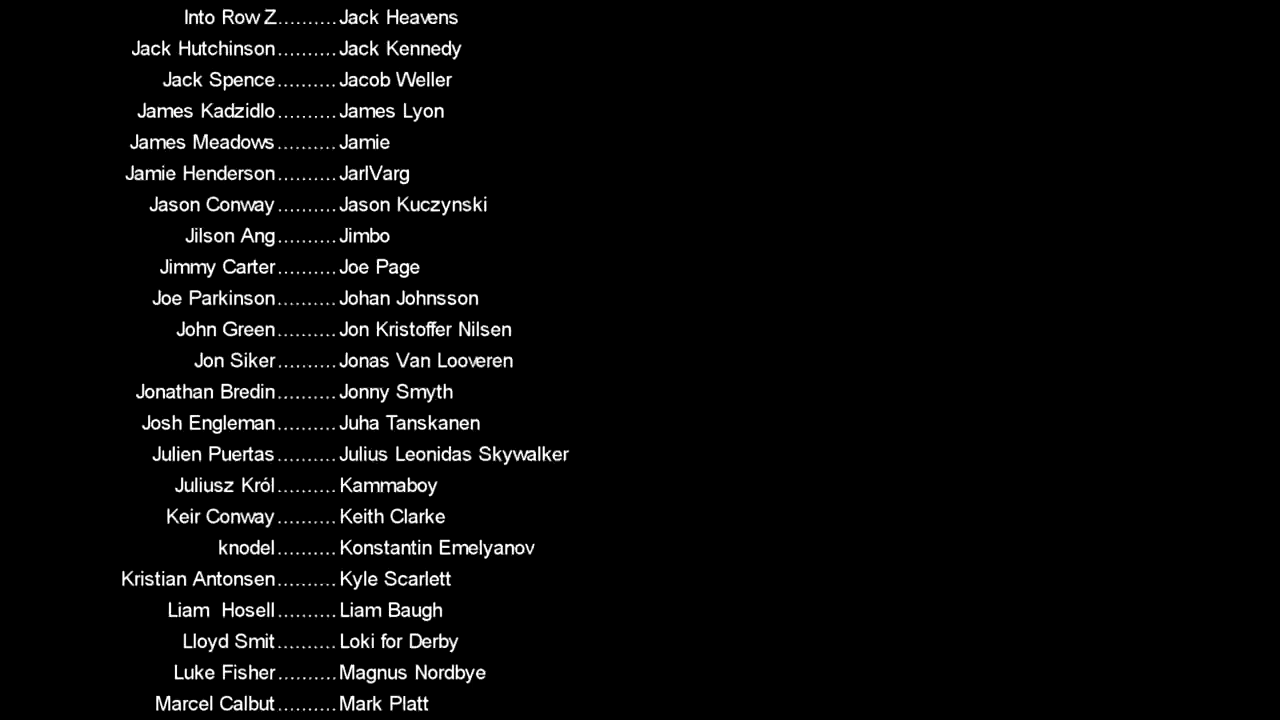 Into Row Z..........Jack Heavens
Jack Hutchinson..........Jack Kennedy
Jack Spence..........Jacob Weller
James Kadzidlo..........James Lyon
James Meadows..........Jamie
Jamie Henderson..........JarlVarg
Jason Conway..........Jason Kuczynski
Jilson Ang..........Jimbo
Jimmy Carter..........Joe Page
Joe Parkinson..........Johan Johnsson
John Green..........Jon Kristoffer Nilsen
Jon Siker..........Jonas Van Looveren
Jonathan Bredin..........Jonny Smyth
Josh Engleman..........Juha Tanskanen
Julien Puertas..........Julius Leonidas Skywalker
Juliusz Król..........Kammaboy
Keir Conway..........Keith Clarke
knodel..........Konstantin Emelyanov
Kristian Antonsen..........Kyle Scarlett
Liam  Hosell..........Liam Baugh
Lloyd Smit..........Loki for Derby
Luke Fisher..........Magnus Nordbye
Marcel Calbut..........Mark Platt